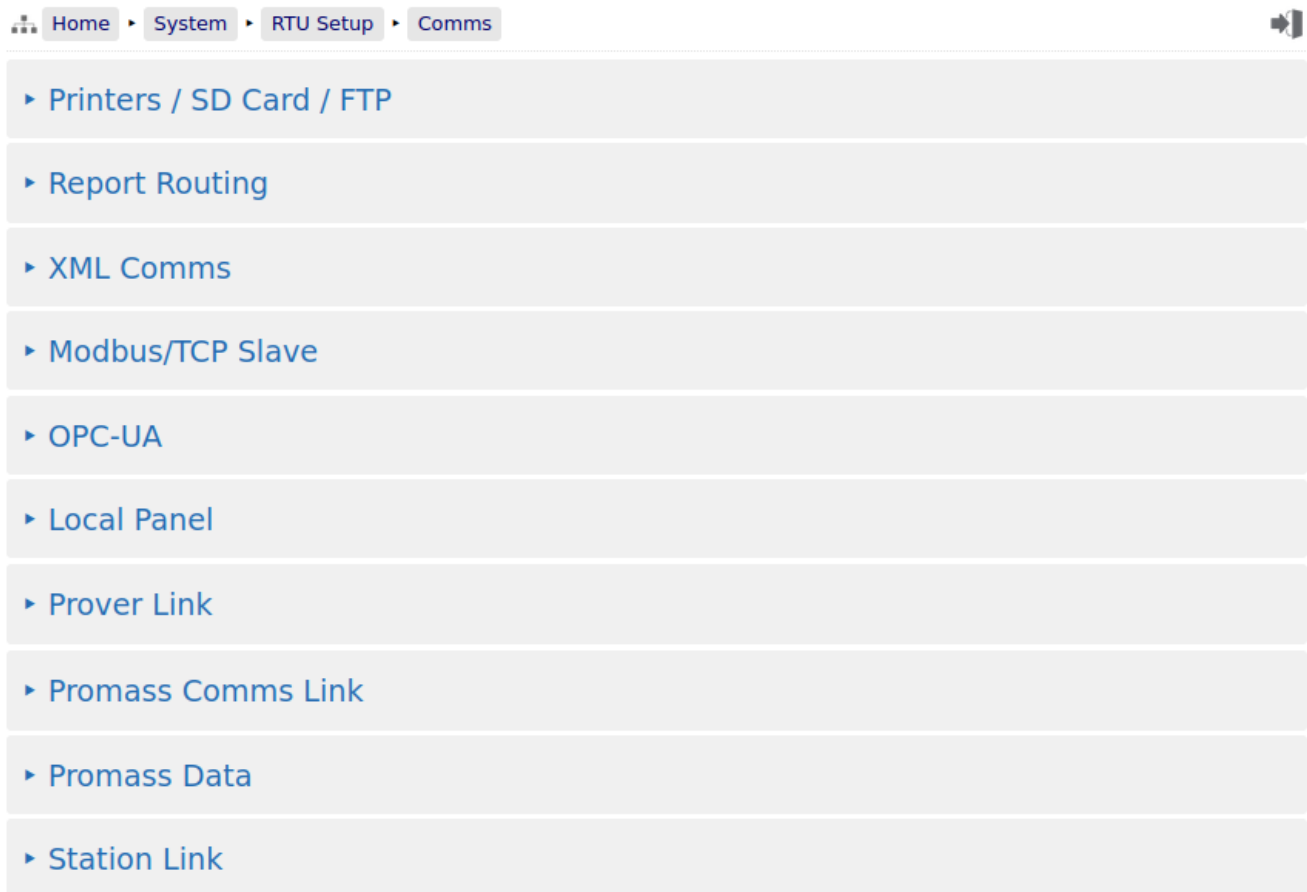 Home ‣ System ‣ RTU Setup ‣ Comms
‣ Printers / SD Card / FTP
‣ Report Routing
‣ XML Comms
‣ Modbus/TCP Slave
‣ OPC-UA
‣ Local Panel
‣ Prover Link
‣ Promass Comms Link
‣ Promass Data
‣ Station Link